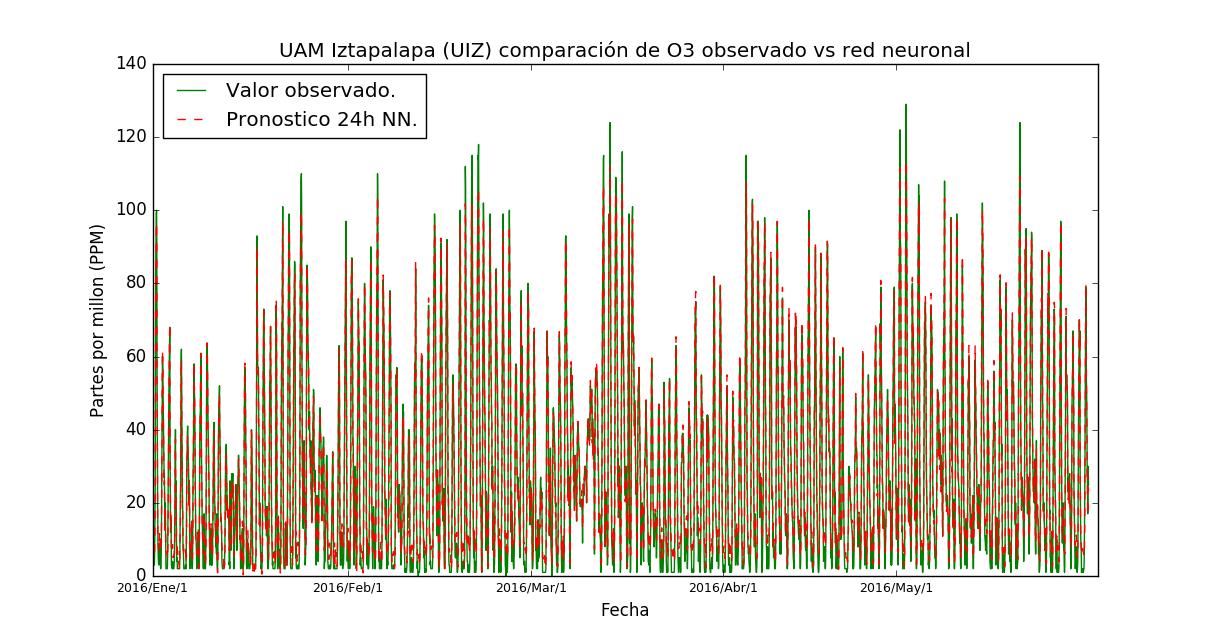 UAM Iztapalapa (UIZ) comparación de O3 observado vs red neuronal
140
120
100
80
60
40
20
0
Valor observado.
Pronostico 24h NN.
Partes por millon (PPM)
2016/Ene/1 2016/Feb/1 2016/Mar/1 2016/Abr/1 2016/May/1
Fecha